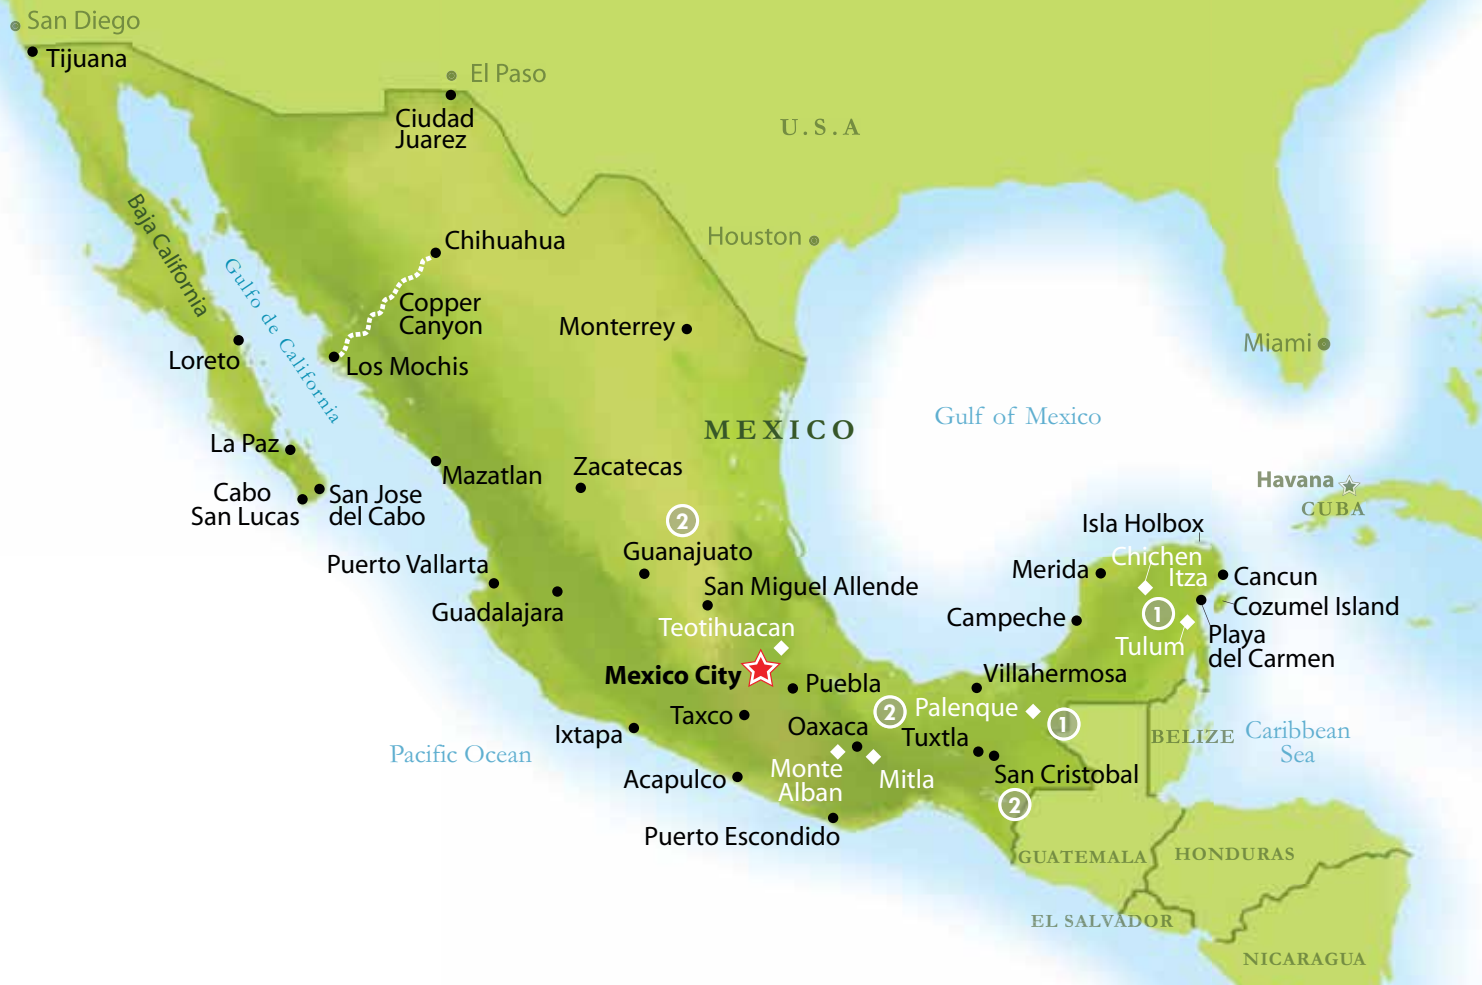 San Diego
Tijuana
El Paso
Ciudad
Juarez
U.S.A
Baja California
Gulfo de California
Chihuahua
Houston
Copper
Canyon
Monterrey
Miami
Loreto
Los Mochis
MEXICO
Gulf of Mexico
La Paz
Mazatlan
Zacatecas
Havana
CUBA
Cabo
San Lucas
San Jose
del Cabo
2
Isla Holbox
Puerto Vallarta
Guanajuato
Merida
Chichen
Itza
Cancun
Guadalajara
San Miguel Allende
Campeche
1
Cozumel Island
Teotihuacan
Tulum
Playa
del Carmen
Mexico City
Puebla
Villahermosa
Taxco
2
Palenque
1
Ixtapa
Oaxaca
Tuxtla
BELIZE
Caribbean
Sea
Pacific Ocean
Acapulco
Monte
Alban
Mitla
San Cristobal
2
Puerto Escondido
GUATEMALA
HONDURAS
EL SALVADOR
NICARAGUA